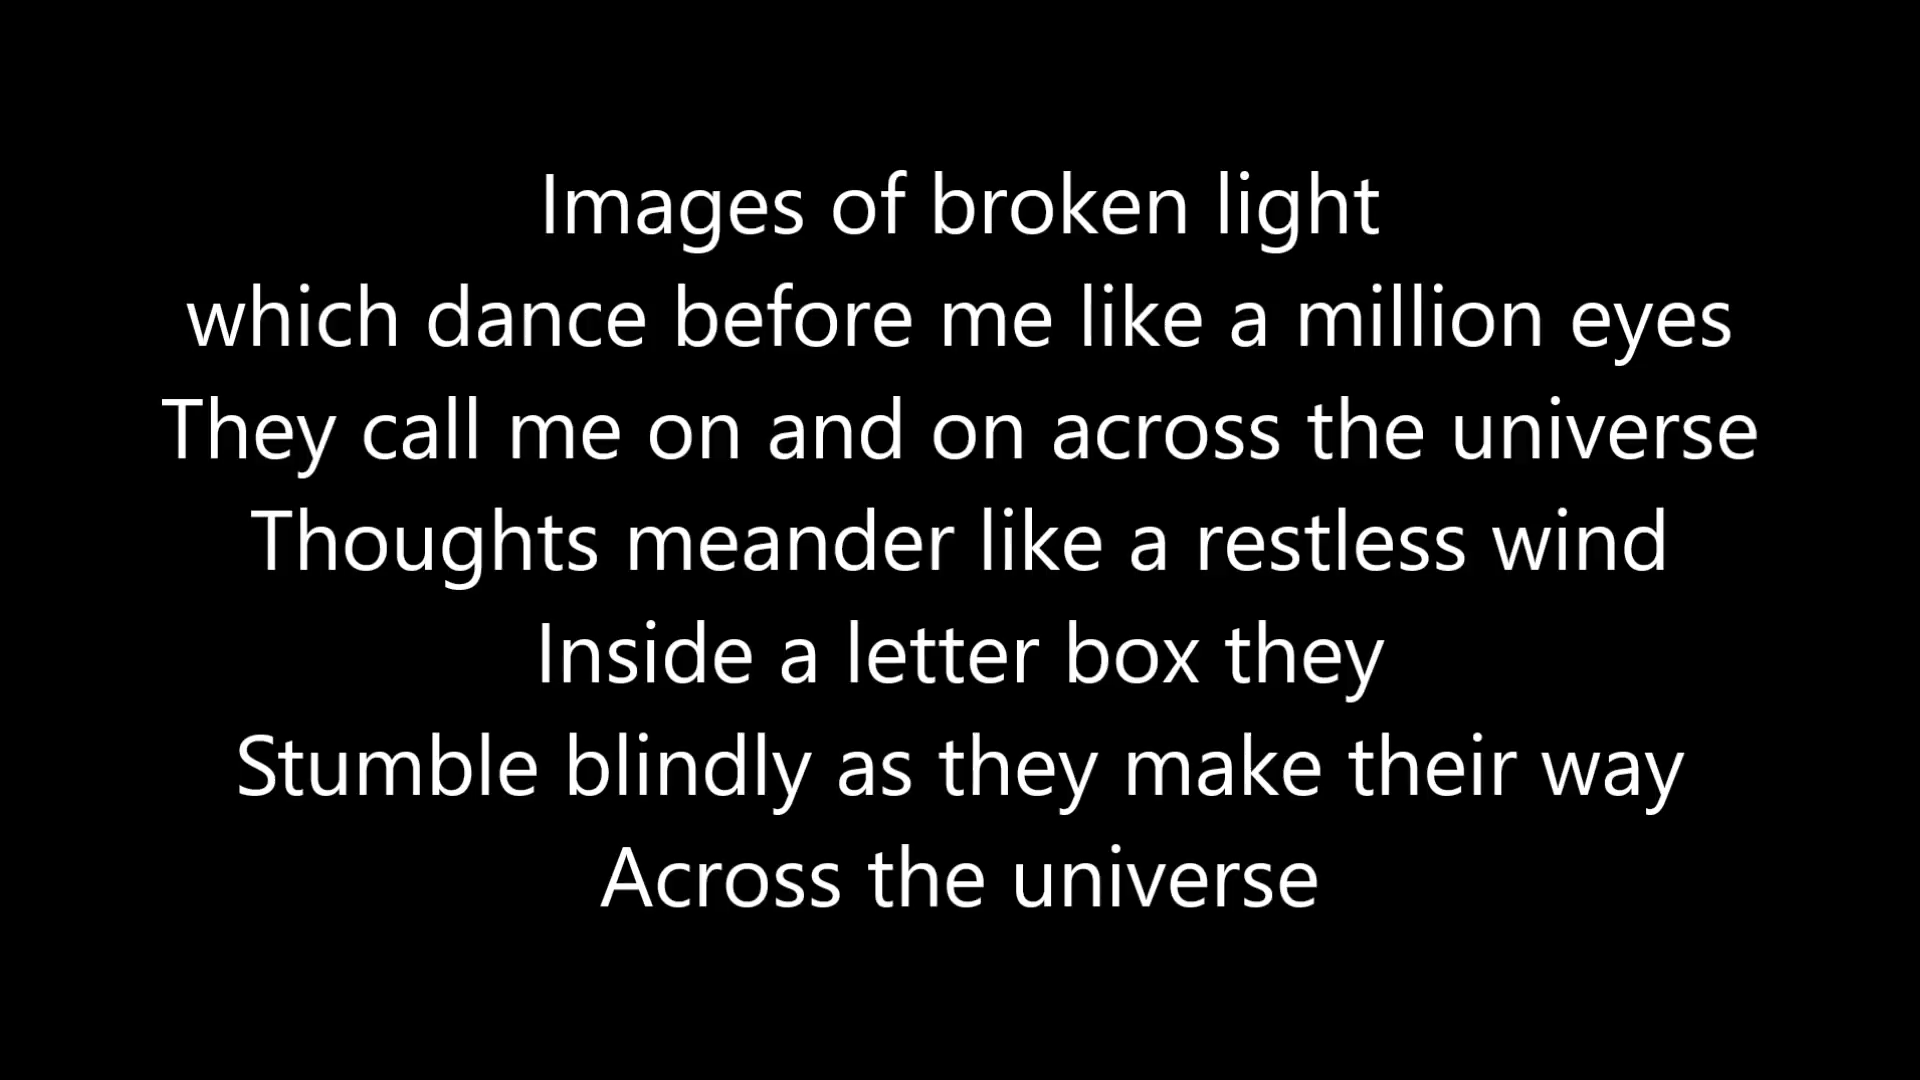 Images of broken light
which dance before me like a million eyes
They call me on and on across the universe
Thoughts meander like a restless wind
Inside a letter box they
Stumble blindly as they make their way
Across the universe